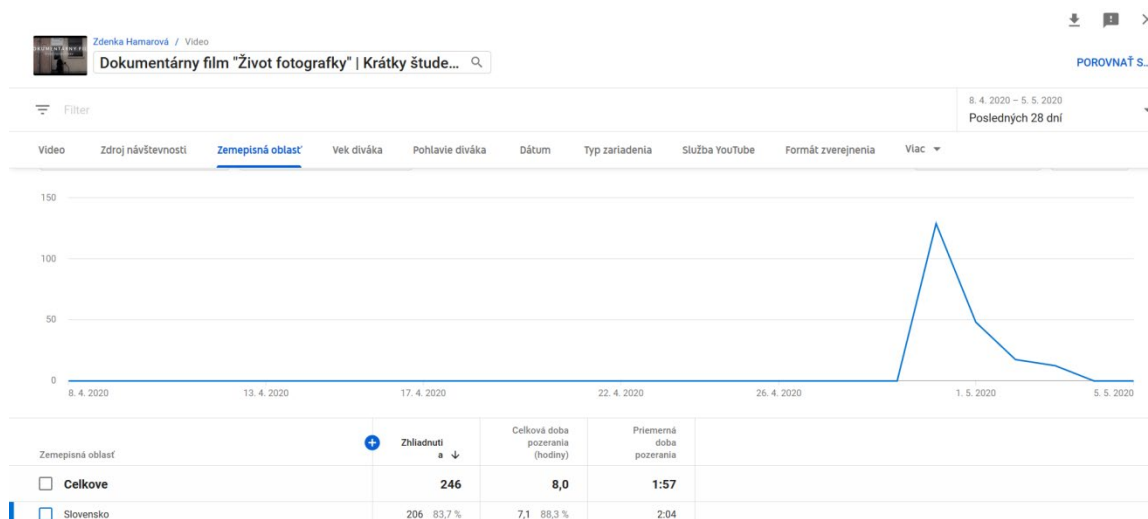 Zdenka Hamarová / Video
Dokumentárny film "Život fotografky" | Krátky štude...
POROVNAŤ S...
Filter
8. 4. 2020 – 5. 5. 2020
Posledných 28 dní
Video Zdroj návštevnosti Zemepisná oblasť Vek diváka Pohlavie diváka Dátum Typ zariadenia Služba YouTube Formát zverejnenia Viac
150
100
50
0
8. 4. 2020 13. 4. 2020 17. 4. 2020 22. 4. 2020 26. 4. 2020 1. 5. 2020 5. 5. 2020
Zemepisná oblasť
Zhliadnuti
a
Celková doba
pozerania
(hodiny)
Priemerná
doba
pozerania
Celkove 246 8,0 1:57
Slovensko 206 83,7 % 7,1 88,3 % 2:04